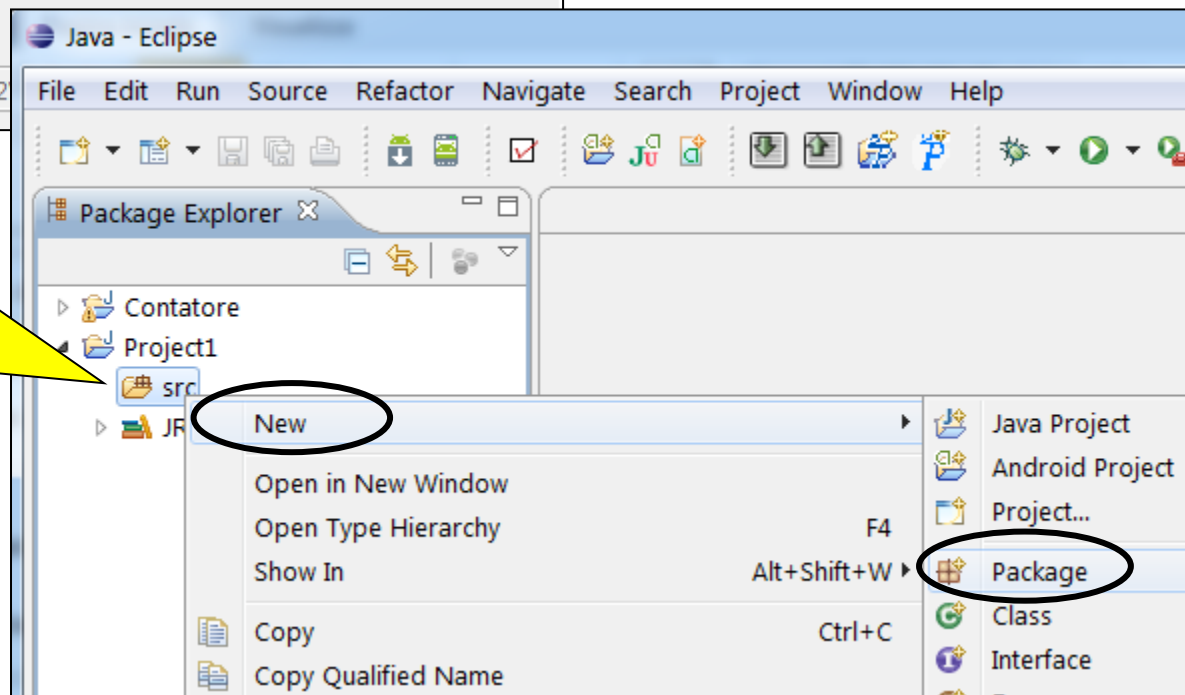 Java - Eclipse
File Edit Run Source Refactor Navigate Search Project Window Help
Package Explorer
Contatore
Project1
src
JR
New
Java Project
Android Project
Project...
Open in New Window
Open Type Hierarchy F4
Show In Alt+Shift+W
Package
Class
Copy Ctrl+C
Interface
Copy Qualified Name